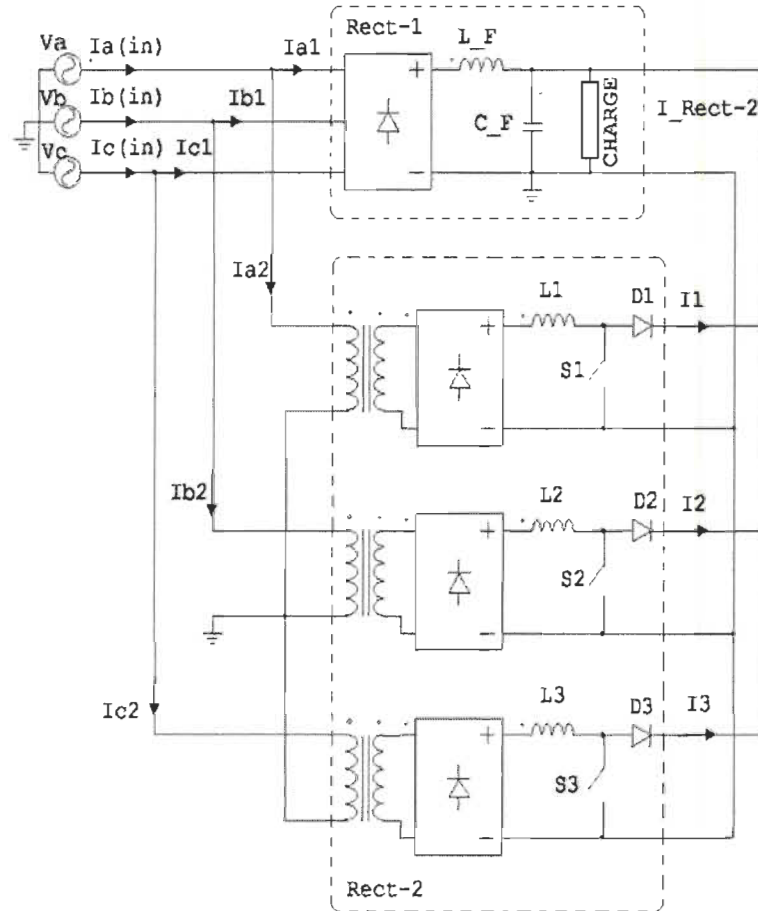 Rect-1
Va
Ia(in)
Ia1
L_F
Vb
Ib(in)
Ib1
C_F
CHARGE
I_Rect-2
Vc
Ic(in)
Ic1
Ia2
L1
D1
I1
S1
Ib2
L2
D2
I2
S2
Ic2
L3
D3
I3
S3
Rect-2